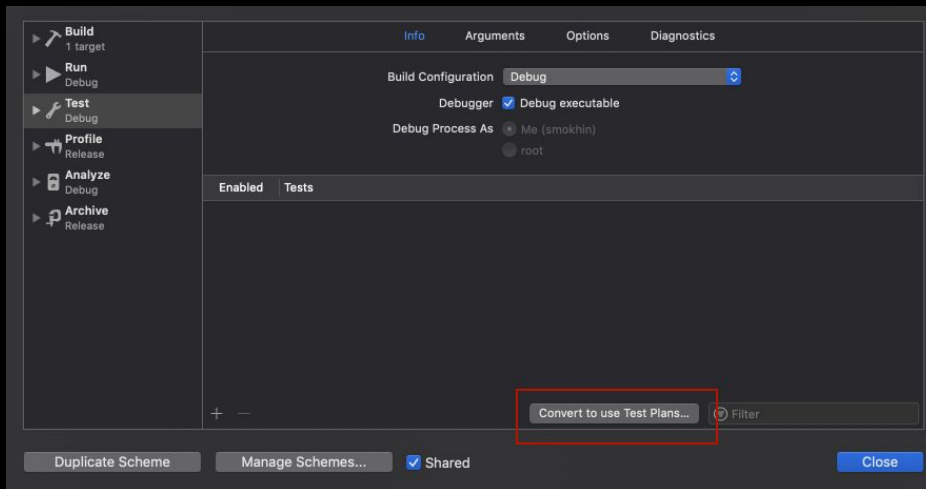 Build
1 target
Run
Debug
Test
Debug
Profile
Release
Analyze
Debug
Archive
Release
Info Arguments Options Diagnostics
Build Configuration Debug
Debugger Debug executable
Debug Process As Me (smokhin)
root
Enabled Tests
Convert to use Test Plans... Filter
Duplicate Scheme Manage Schemes... Shared Close